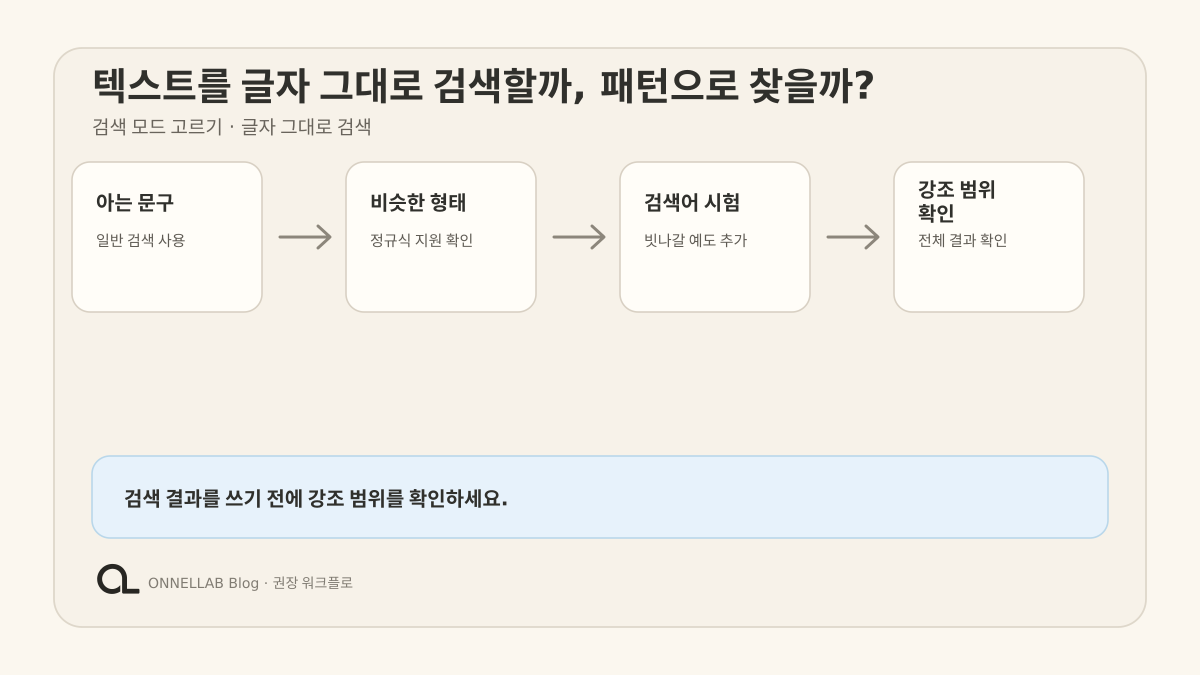 텍스트를 글자 그대로 검색할까, 패턴으로 찾을까?
검색 모드 고르기 · 글자 그대로 검색
아는 문구
일반 검색 사용
비슷한 형태
정규식 지원 확인
검색어 시험
빗나갈 예도 추가
강조 범위
확인
전체 결과 확인
검색 결과를 쓰기 전에 강조 범위를 확인하세요.
ONNELLAB Blog · 권장 워크플로